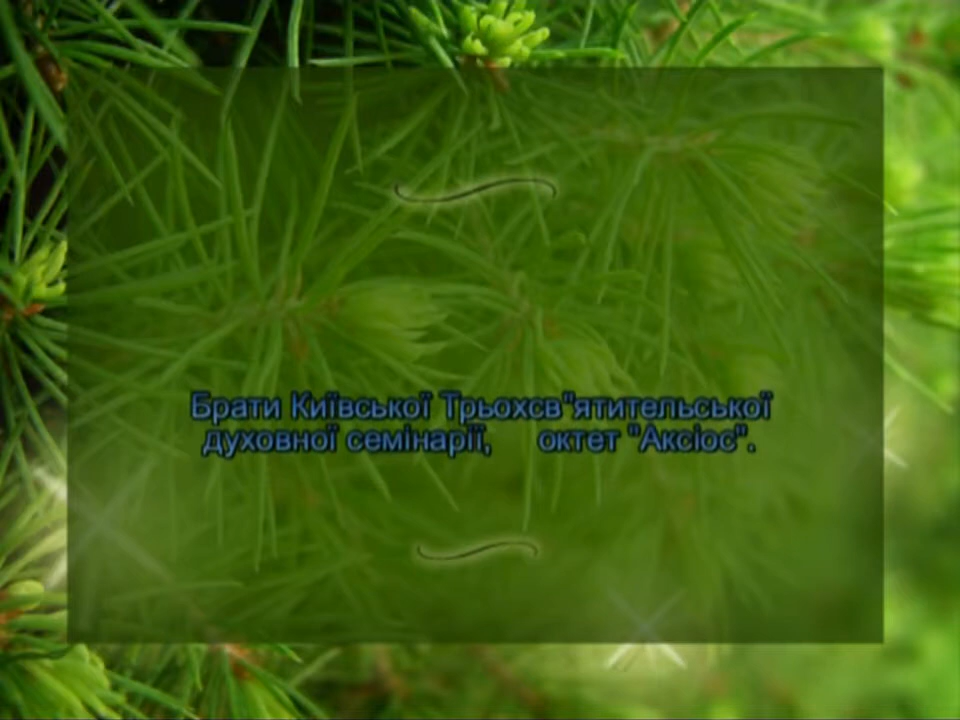 Брати Київської Трьохсв"ятительської
духовної семінарії, октет "Аксіос".